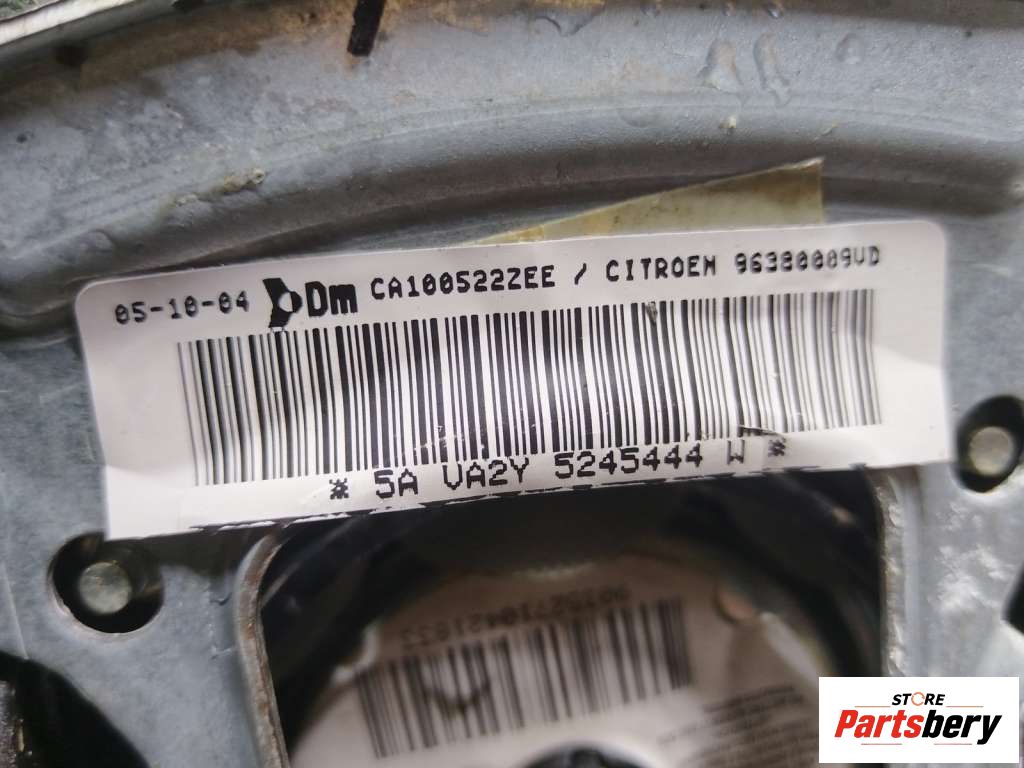 05-10-04 Dm CA100522ZEE / CITROEN 96380009VD
* 5A VA2Y 5245444 W *
STORE
Partsbery